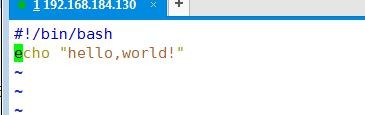 1 192.168.184.130 × +
#!/bin/bash
echo "hello,world!"
~
~
~